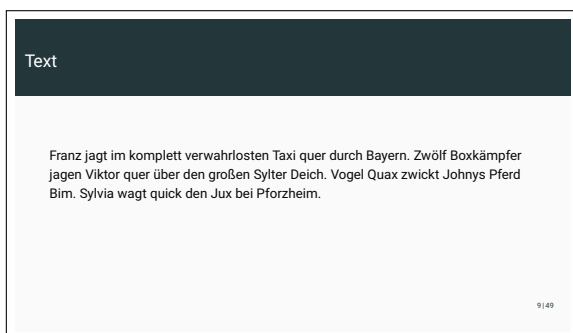 Text
Franz jagt im komplett verwahrlosten Taxi quer durch Bayern. Zwölf Boxkämpfer
jagen Viktor quer über den großen Sylter Deich. Vogel Quax zwickt Johnys Pferd
Bim. Sylvia wagt quick den Jux bei Pforzheim.
9|49